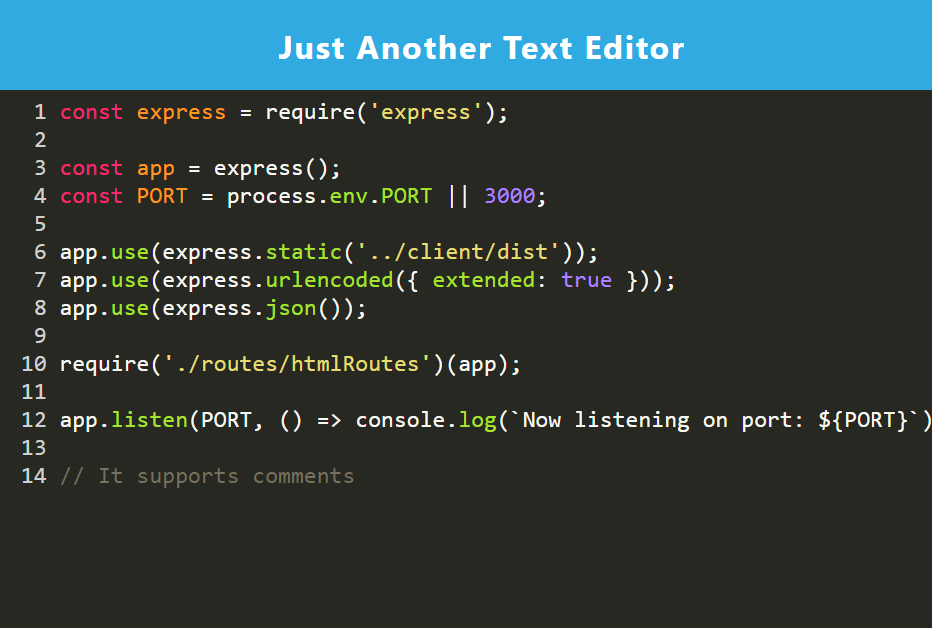 Just Another Text Editor
1 const express = require('express');
2
3 const app = express();
4 const PORT = process.env.PORT || 3000;
5
6 app.use(express.static('../client/dist'));
7 app.use(express.urlencoded({ extended: true }));
8 app.use(express.json());
9
10 require('./routes/htmlRoutes')(app);
11
12 app.listen(PORT, () => console.log(`Now listening on port: ${PORT}`)
13
14 // It supports comments